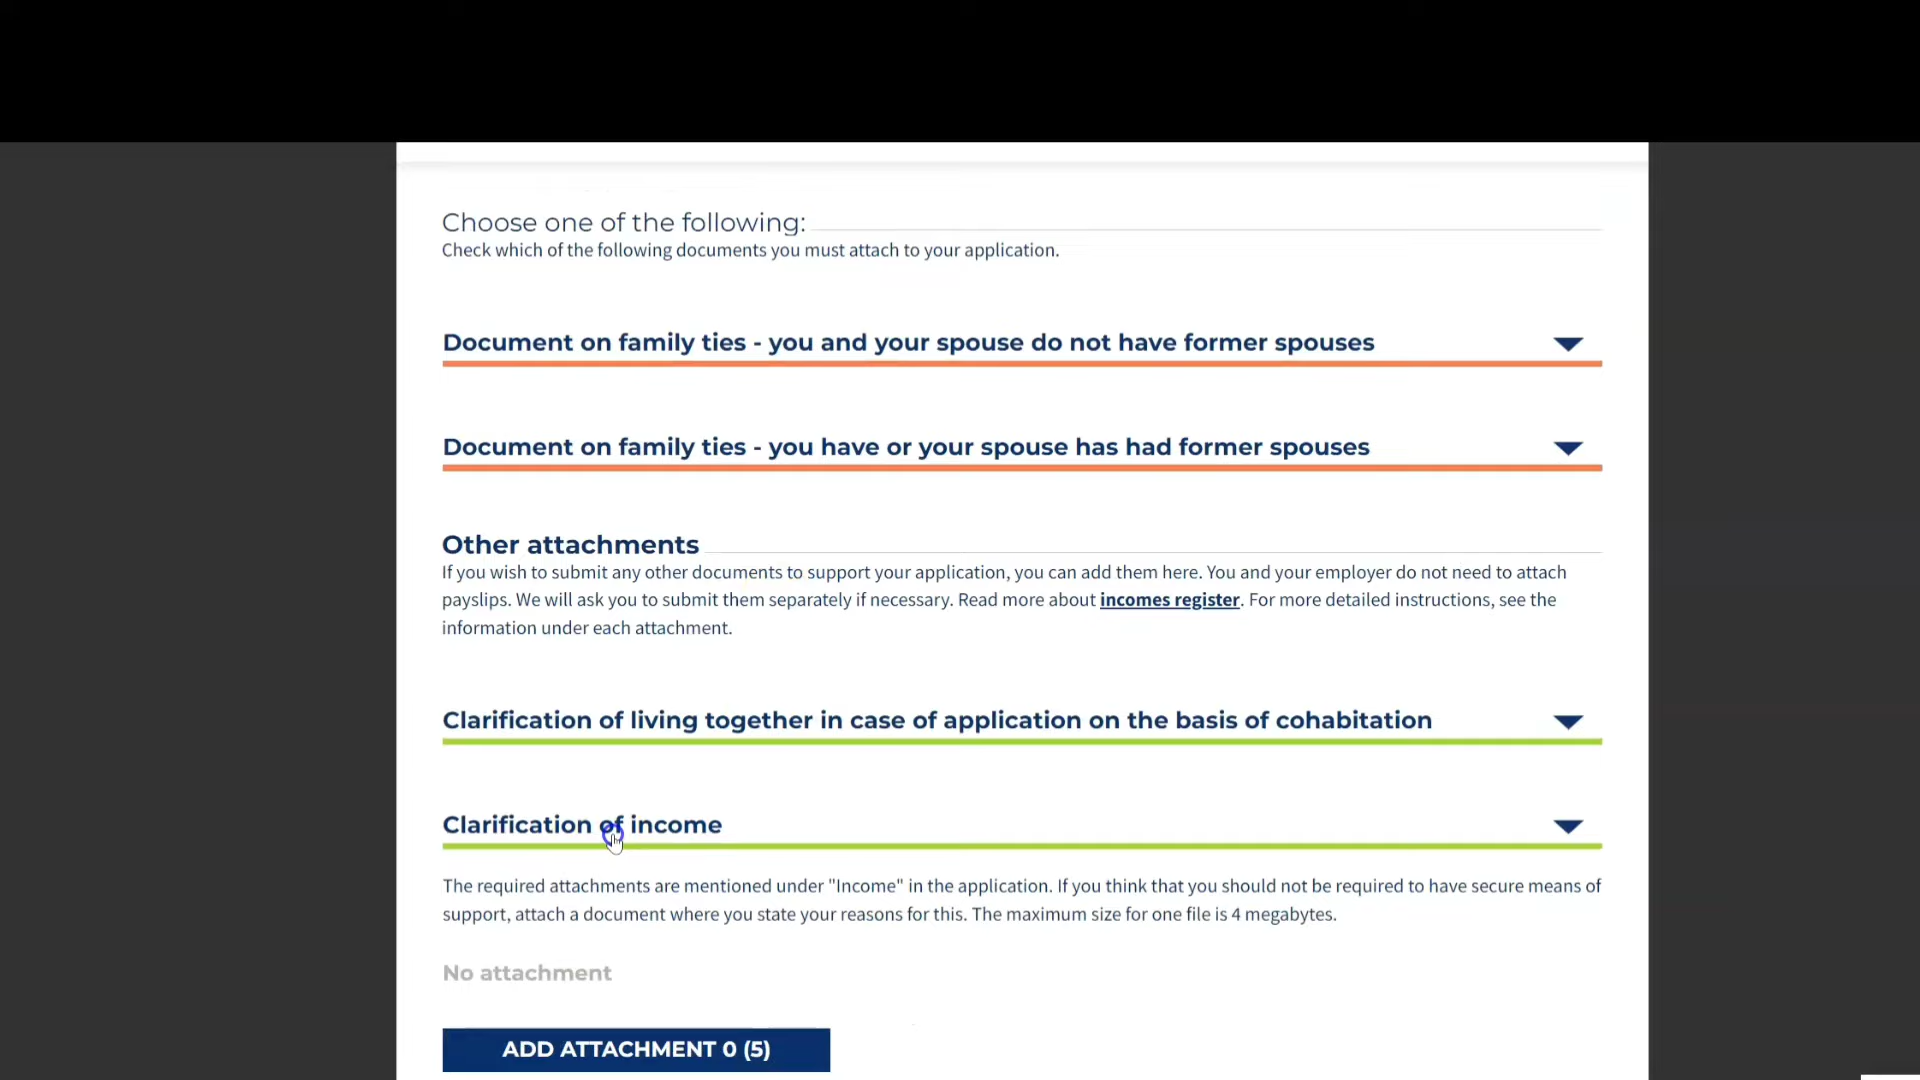 Choose one of the following:
Check which of the following documents you must attach to your application.
Document on family ties - you and your spouse do not have former spouses
Document on family ties - you have or your spouse has had former spouses
Other attachments
If you wish to submit any other documents to support your application, you can add them here. You and your employer do not need to attach
payslips. We will ask you to submit them separately if necessary. Read more about incomes register. For more detailed instructions, see the
information under each attachment.
Clarification of living together in case of application on the basis of cohabitation
Clarification of income
The required attachments are mentioned under "Income" in the application. If you think that you should not be required to have secure means of
support, attach a document where you state your reasons for this. The maximum size for one file is 4 megabytes.
No attachment
ADD ATTACHMENT 0 (5)